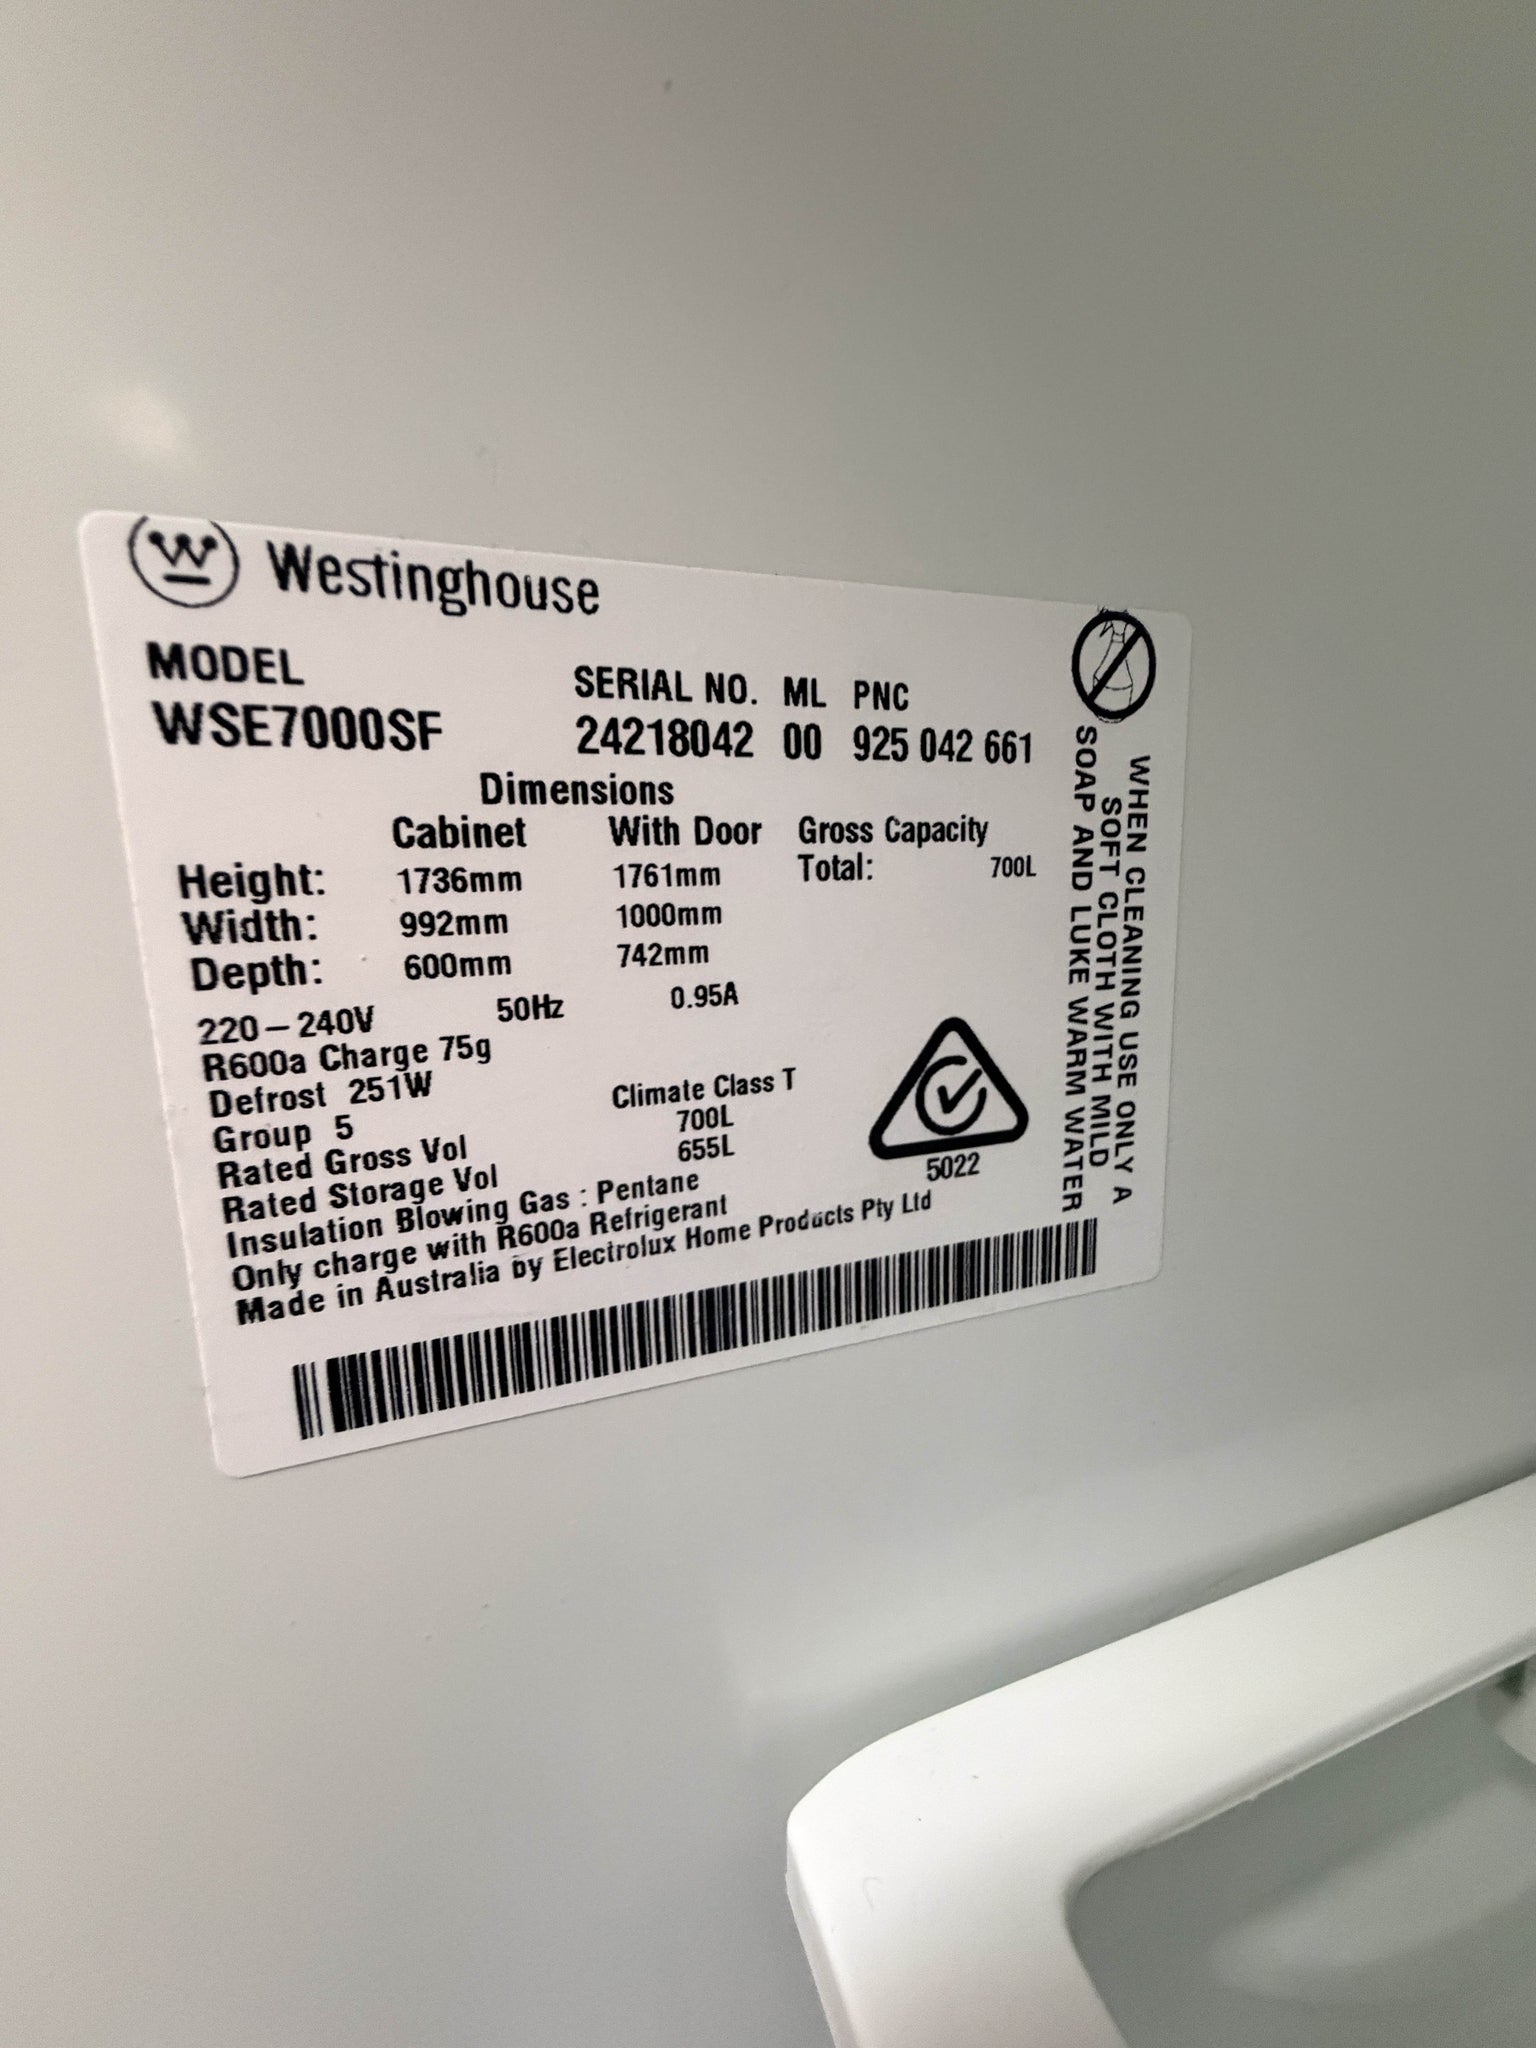 Westinghouse
MODEL
WSE7000SF
SERIAL NO. ML PNC
24218042 00 925 042 661
Dimensions
Cabinet With Door Gross Capacity
Total: 700L
Height: 1736mm 1761mm
Width: 992mm 1000mm
Depth: 600mm 742mm
220-240V 50Hz 0.95A
R600a Charge 75g
Defrost 251W
Group 5 Climate Class T
Rated Gross Vol 700L
Rated Storage Vol 655L
Insulation Blowing Gas : Pentane
Only charge with R600a Refrigerant
Made in Australia by Electrolux Home Products Pty Ltd
5022
WHEN CLEANING USE ONLY A
SOFT CLOTH WITH MILD
SOAP AND LUKE WARM WATER